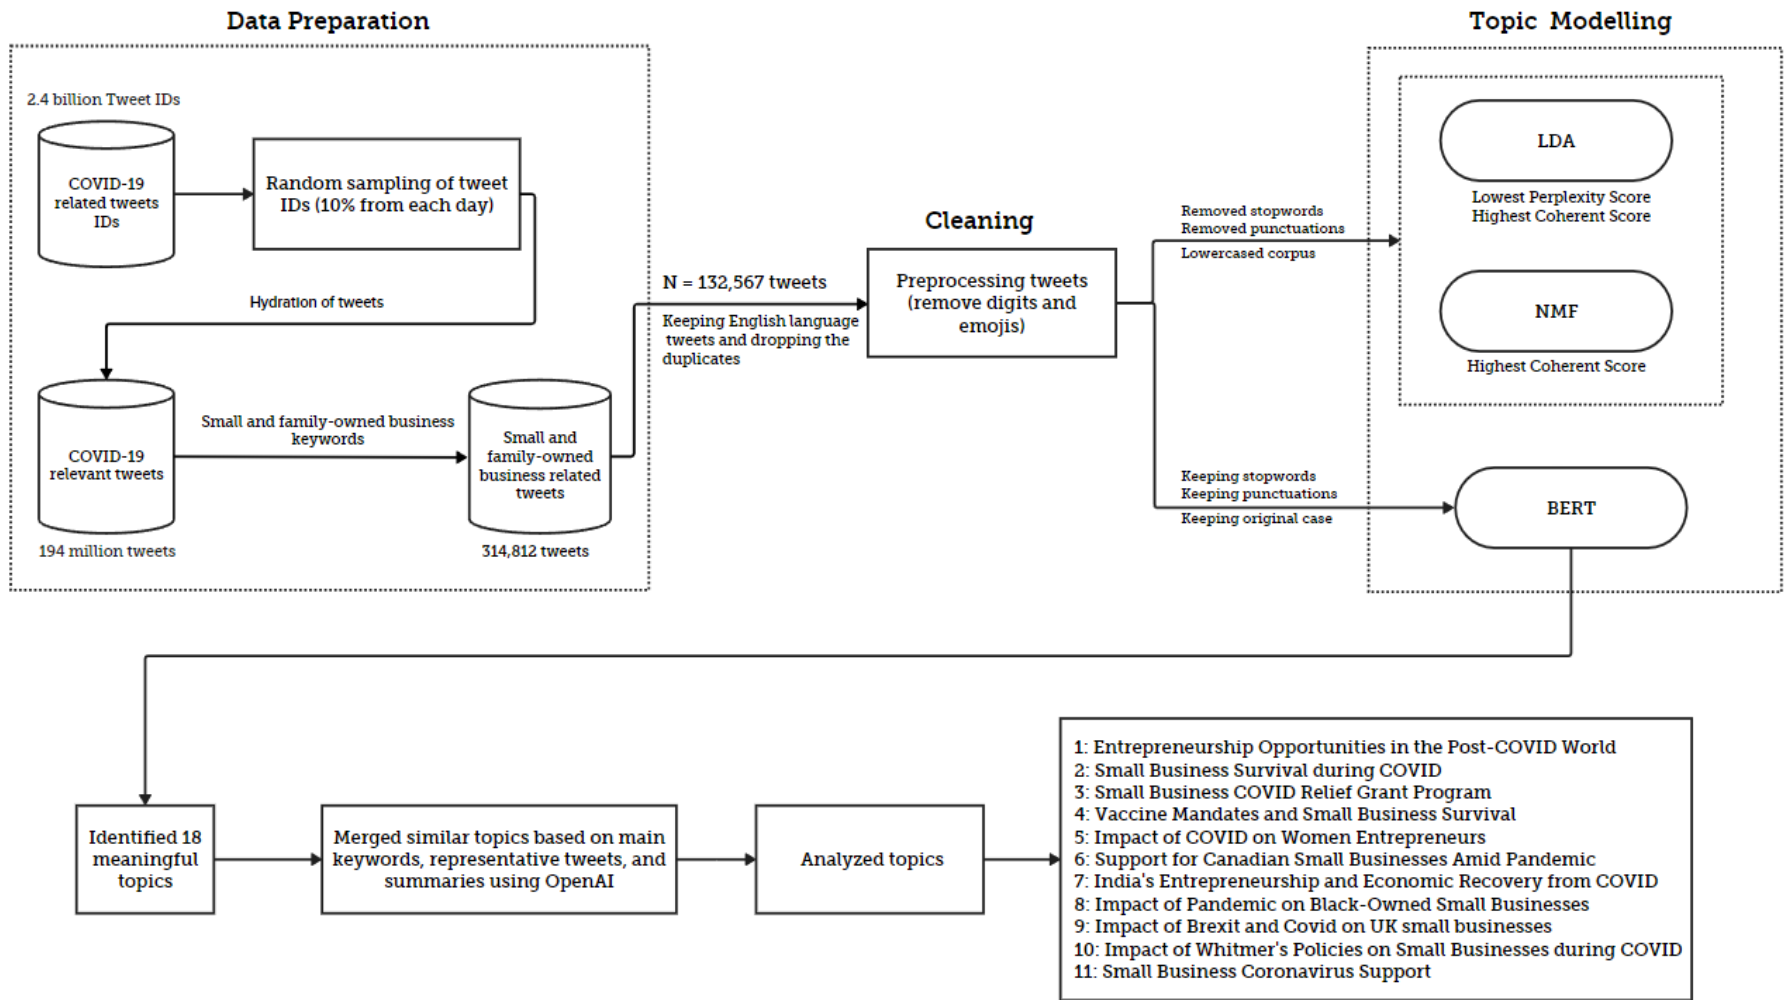 Data Preparation
2.4 billion Tweet IDs
COVID-19
related tweets
IDs
Random sampling of tweet
IDs (10% from each day)
Hydration of tweets
COVID-19
relevant tweets
194 million tweets
Small and family-owned business
keywords
Small and
family-owned
business related
tweets
314,812 tweets
N = 132,567 tweets
Keeping English language
tweets and dropping the
duplicates
Cleaning
Preprocessing tweets
(remove digits and
emojis)
Removed stopwords
Removed punctuations
Lowercased corpus
Keeping stopwords
Keeping punctuations
Keeping original case
Topic Modelling
LDA
Lowest Perplexity Score
Highest Coherent Score
NMF
Highest Coherent Score
BERT
Identified 18
meaningful
topics
Merged similar topics based on main
keywords, representative tweets, and
summaries using OpenAI
Analyzed topics
1: Entrepreneurship Opportunities in the Post-COVID World
2: Small Business Survival during COVID
3: Small Business COVID Relief Grant Program
4: Vaccine Mandates and Small Business Survival
5: Impact of COVID on Women Entrepreneurs
6: Support for Canadian Small Businesses Amid Pandemic
7: India's Entrepreneurship and Economic Recovery from COVID
8: Impact of Pandemic on Black-Owned Small Businesses
9: Impact of Brexit and Covid on UK small businesses
10: Impact of Whitmer's Policies on Small Businesses during COVID
11: Small Business Coronavirus Support